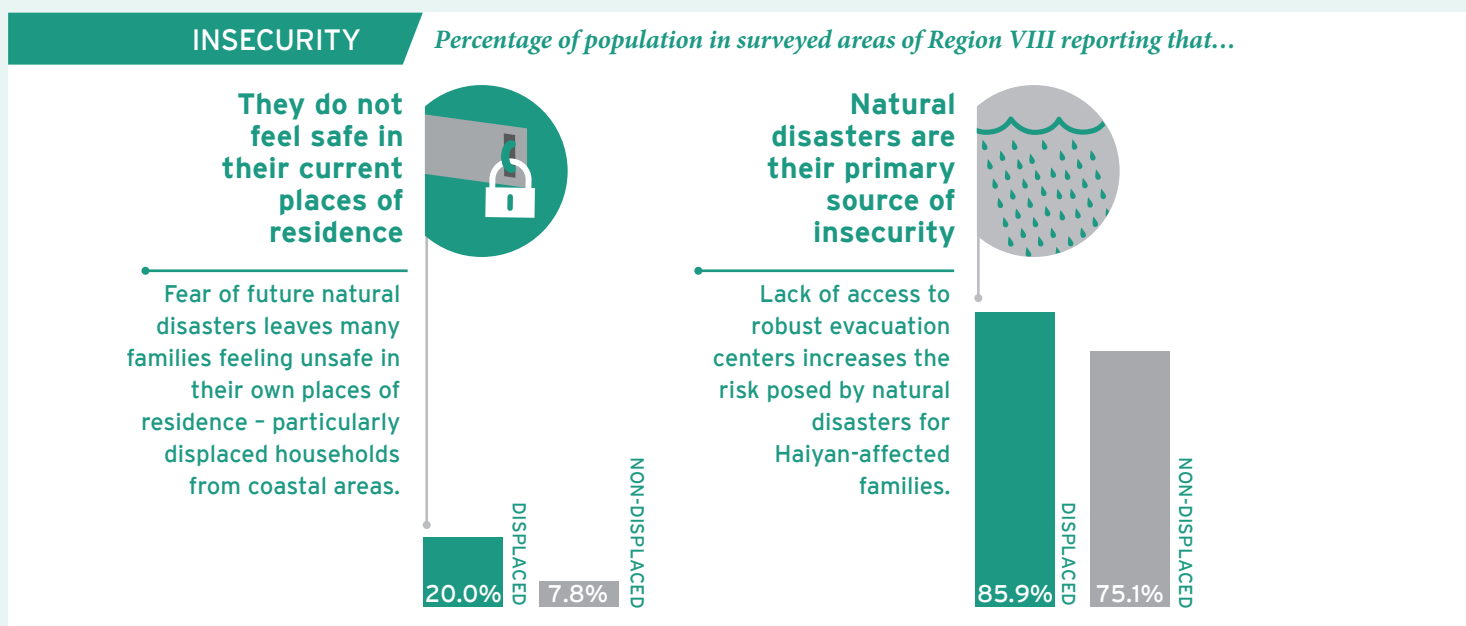 INSECURITY
Percentage of population in surveyed areas of Region VIII reporting that…
They do not
feel safe in
their current
places of
residence
Fear of future natural
disasters leaves many
families feeling unsafe in
their own places of
residence – particularly
displaced households
from coastal areas.
20.0%
DISPLACED
7.8%
NON-DISPLACED
Natural
disasters are
their primary
source of
insecurity
Lack of access to
robust evacuation
centers increases the
risk posed by natural
disasters for
Haiyan-affected
families.
85.9%
DISPLACED
75.1%
NON-DISPLACED